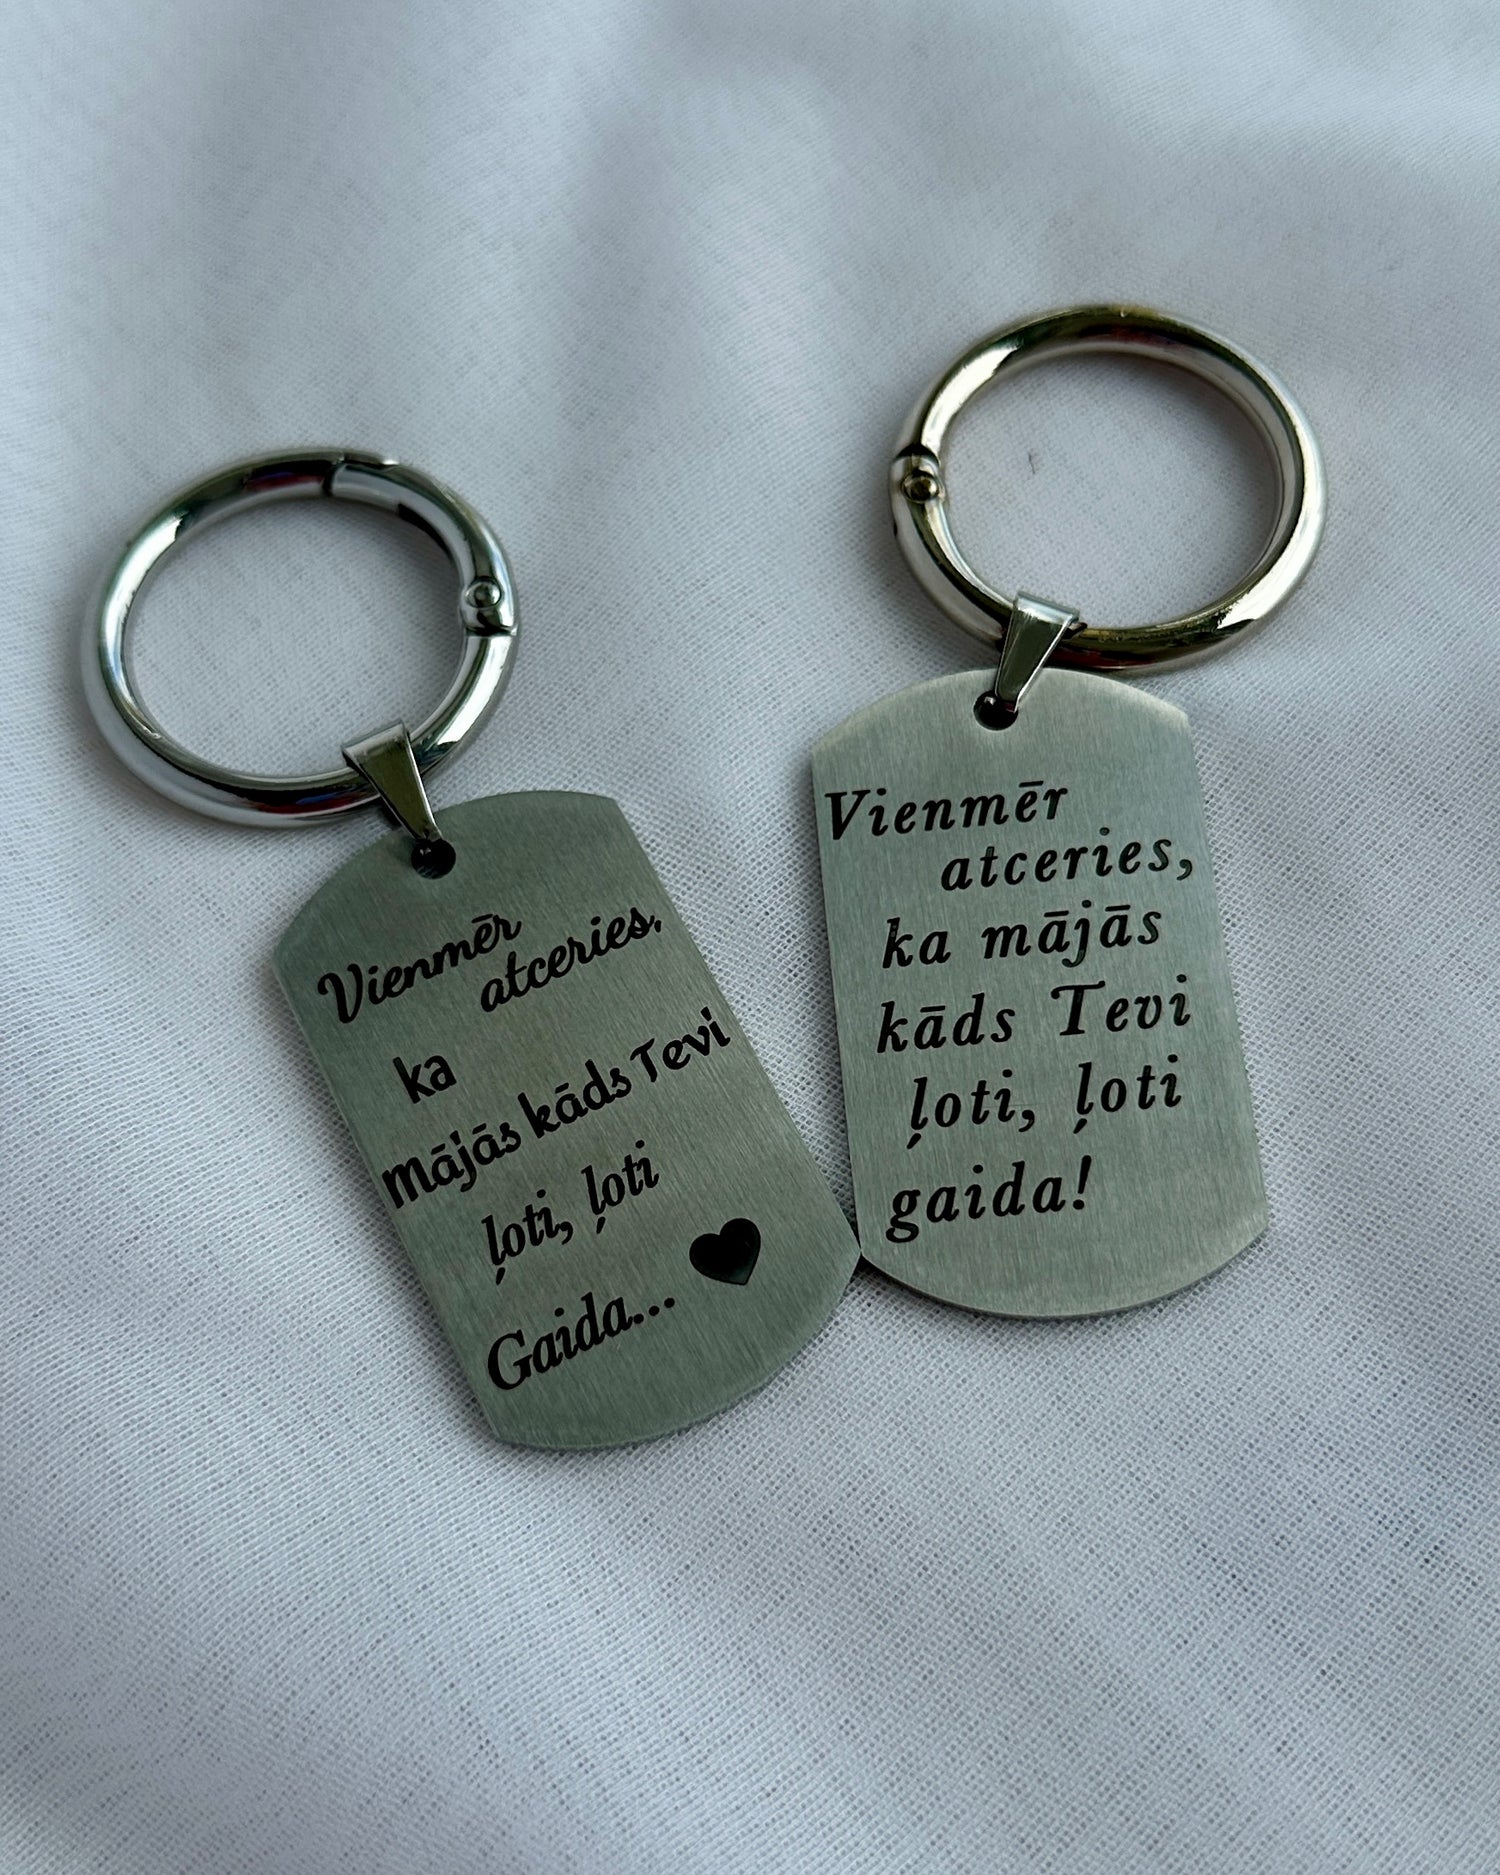 Vienmēr
atceries,
ka
Mājās kāds Tevi
ļoti, ļoti
Gaida...
Vienmēr
atceries,
ka mājās
kāds Tevi
ļoti, ļoti
gaida!